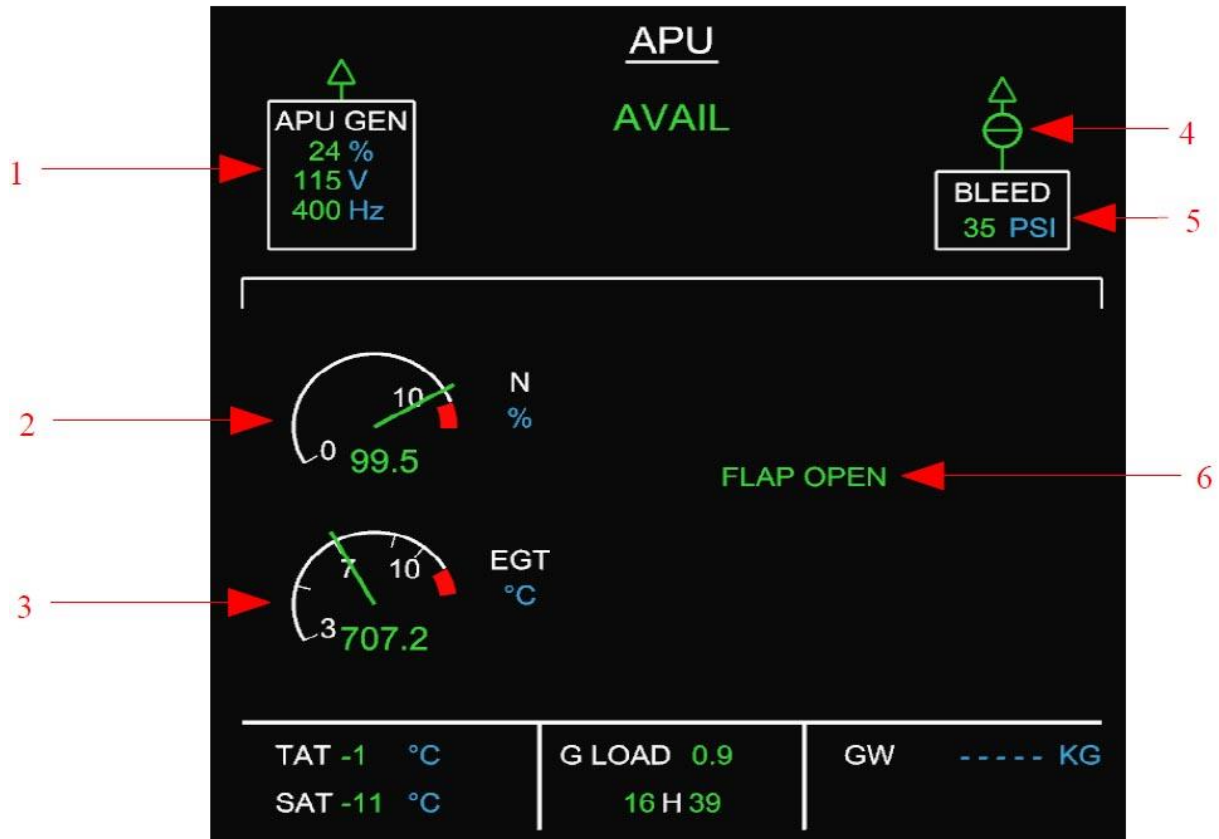 APU
AVAIL
APU GEN
24 %
115 V
400 Hz
1
4
BLEED
35 PSI
5
10
N
%
0
99.5
2
FLAP OPEN
6
7
10
EGT
°C
3
707.2
3
TAT -1 °C
SAT -11 °C
G LOAD 0.9
16 H 39
GW ----- KG